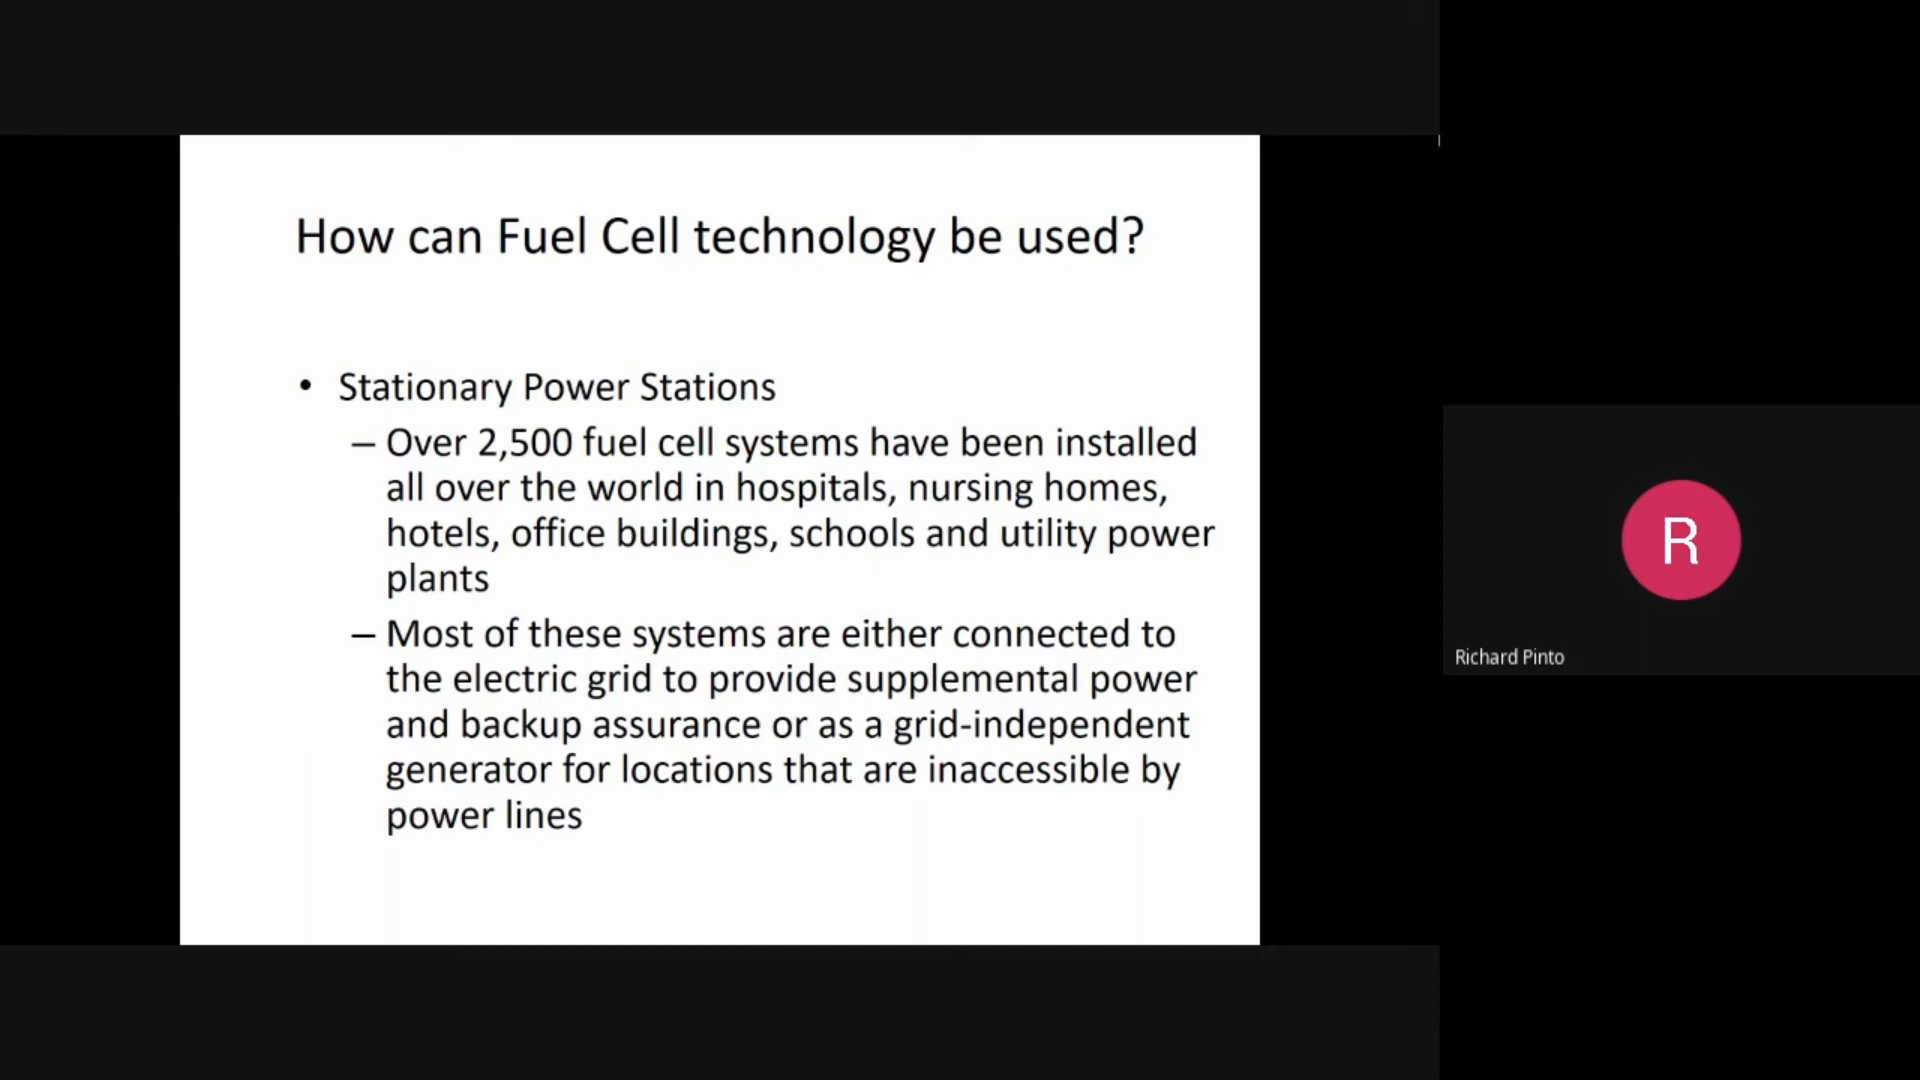 How can Fuel Cell technology be used?
• Stationary Power Stations
– Over 2,500 fuel cell systems have been installed
all over the world in hospitals, nursing homes,
hotels, office buildings, schools and utility power
plants
– Most of these systems are either connected to
the electric grid to provide supplemental power
and backup assurance or as a grid-independent
generator for locations that are inaccessible by
power lines
R
Richard Pinto